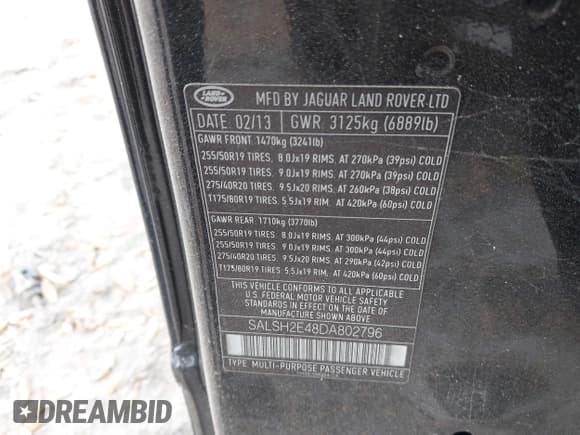 LAND ROVER
MFD BY JAGUAR LAND ROVER LTD
DATE: 02/13 GWR: 3125kg (6889lb)
GAWR FRONT: 1470kg (3241lb)
255/50R19 TIRES, 8.0Jx19 RIMS, AT 270kPa (39psi) COLD
255/50R19 TIRES, 9.0Jx19 RIMS, AT 270kPa (39psi) COLD
275/40R20 TIRES, 9.5Jx20 RIMS, AT 260kPa (38psi) COLD
T175/80R19 TIRES: 5.5Jx19 RIM, AT 420kPa (60psi) COLD
GAWR REAR: 1710kg (3770lb)
255/50R19 TIRES, 8.0Jx19 RIMS, AT 300kPa (44psi) COLD
255/50R19 TIRES, 9.0Jx19 RIMS, AT 300kPa (44psi) COLD
275/40R20 TIRES, 9.5Jx20 RIMS, AT 290kPa (42psi) COLD
T175/80R19 TIRES: 5.5Jx19 RIM, AT 420kPa (60psi) COLD
THIS VEHICLE CONFORMS TO ALL APPLICABLE
U.S. FEDERAL MOTOR VEHICLE SAFETY
STANDARDS IN EFFECT ON THE DATE OF
MANUFACTURE SHOWN ABOVE
SALSH2E48DA802796
TYPE: MULTI-PURPOSE PASSENGER VEHICLE
DREAMBID